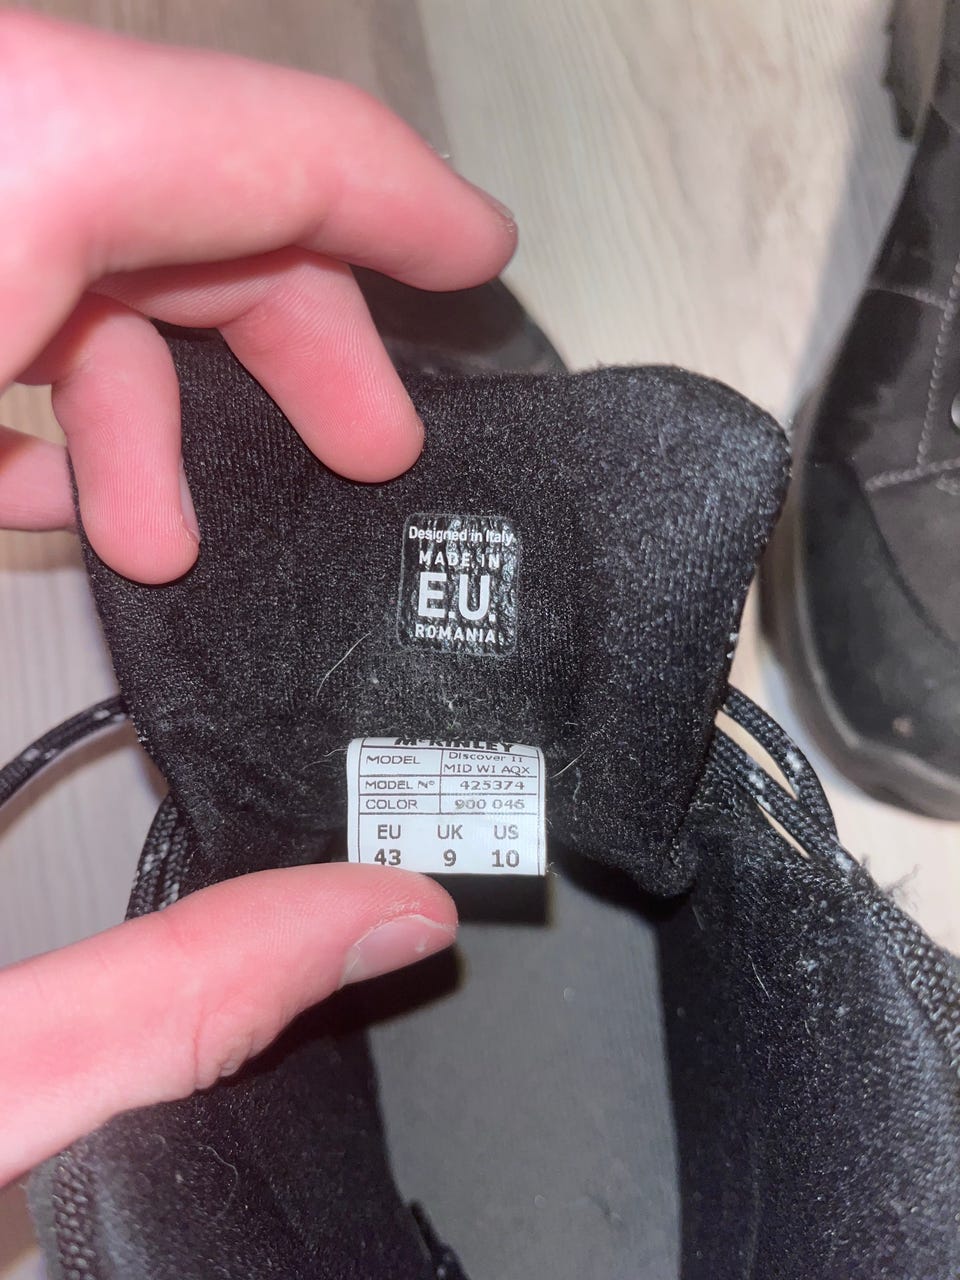 Designed in Italy
MADE IN
E.U.
ROMANIA
McKINLEY
MODEL Discover II
MID WI AQX
MODEL N° 425374
COLOR 900 046
EU UK US
43 9 10